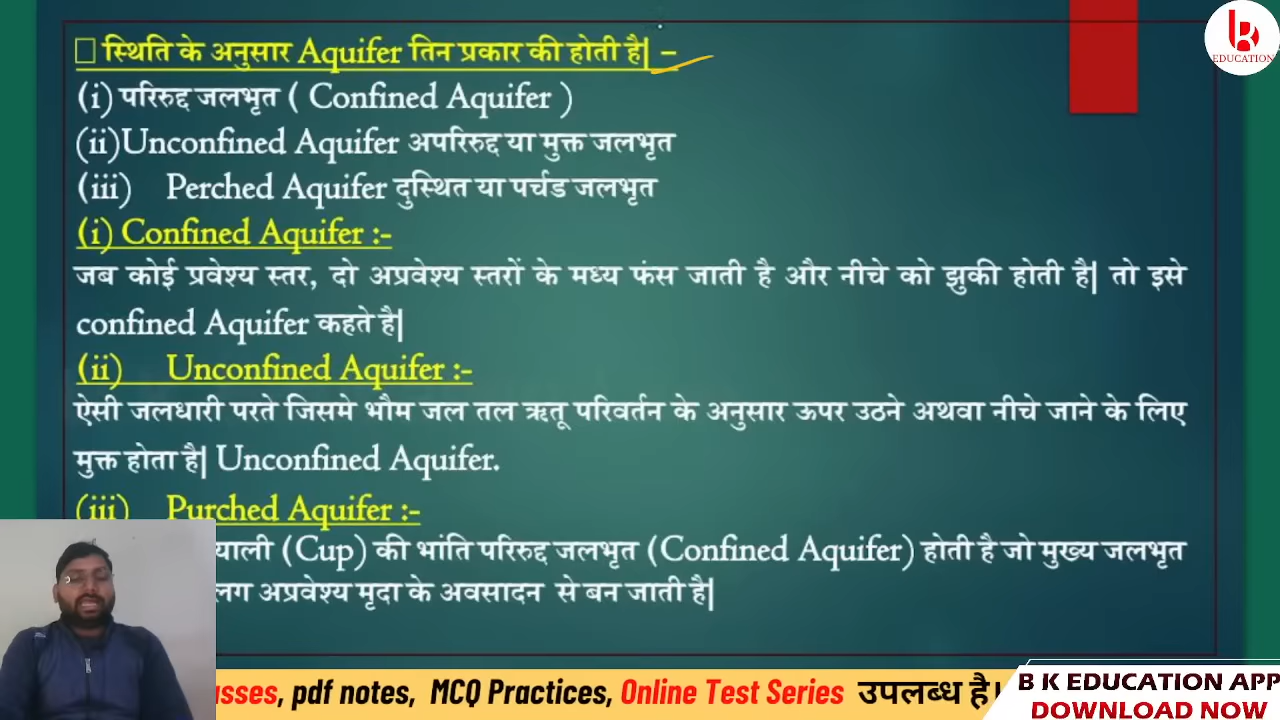 □ स्थिति के अनुसार Aquifer तिन प्रकार की होती है| –
(i) परिरुद्द जलभृत ( Confined Aquifer )
(ii)Unconfined Aquifer अपरिरुद्द या मुक्त जलभृत
(iii) Perched Aquifer दुस्थित या पर्चड जलभृत
(i) Confined Aquifer :-
जब कोई प्रवेश्य स्तर, दो अप्रवेश्य स्तरों के मध्य फंस जाती है और नीचे को झुकी होती है| तो इसे
confined Aquifer कहते है|
(ii) Unconfined Aquifer :-
ऐसी जलधारी परते जिसमे भौम जल तल ऋतू परिवर्तन के अनुसार ऊपर उठने अथवा नीचे जाने के लिए
मुक्त होता है| Unconfined Aquifer.
(iii) Purched Aquifer :-
(Cup) की भांति परिरुद्द जलभृत (Confined Aquifer) होती है जो मुख्य जलभृत
अप्रवेश्य मृदा के अवसादन से बन जाती है|
pdf notes, MCQ Practices, Online Test Series उपलब्ध है।
B K EDUCATION APP
DOWNLOAD NOW
EDUCATION